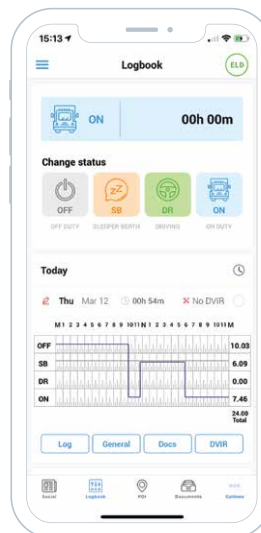 15:13
Logbook
ELD
ON 00h 00m
Change status
OFF SB DR ON
OFF DUTY SLEEPER BERTH DRIVING ON DUTY
Today
Thu Mar 12 00h 54m No DVIR
M 1 2 3 4 5 6 7 8 9 10 11 N 1 2 3 4 5 6 7 8 9 10 11 M
OFF 10.03
SB 6.09
DR 0.00
ON 7.46
24.00
Total
Log General Docs DVIR
Social Logbook POI Documents Options